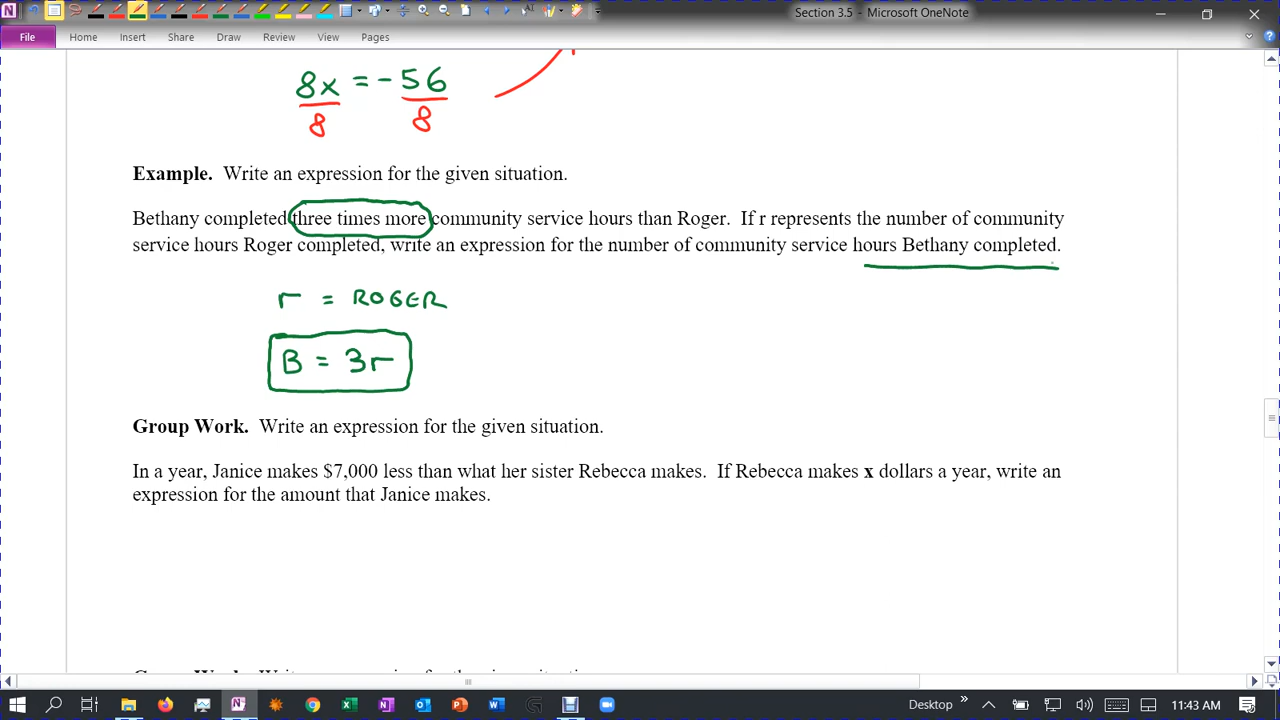 Section 3.5 - Microsoft OneNote
File Home Insert Share Draw Review View Pages
8x = -56
8 8
Example. Write an expression for the given situation.
Bethany completed three times more community service hours than Roger. If r represents the number of community
service hours Roger completed, write an expression for the number of community service hours Bethany completed.
r = ROGER
B = 3r
Group Work. Write an expression for the given situation.
In a year, Janice makes $7,000 less than what her sister Rebecca makes. If Rebecca makes x dollars a year, write an
expression for the amount that Janice makes.
Desktop » 11:43 AM